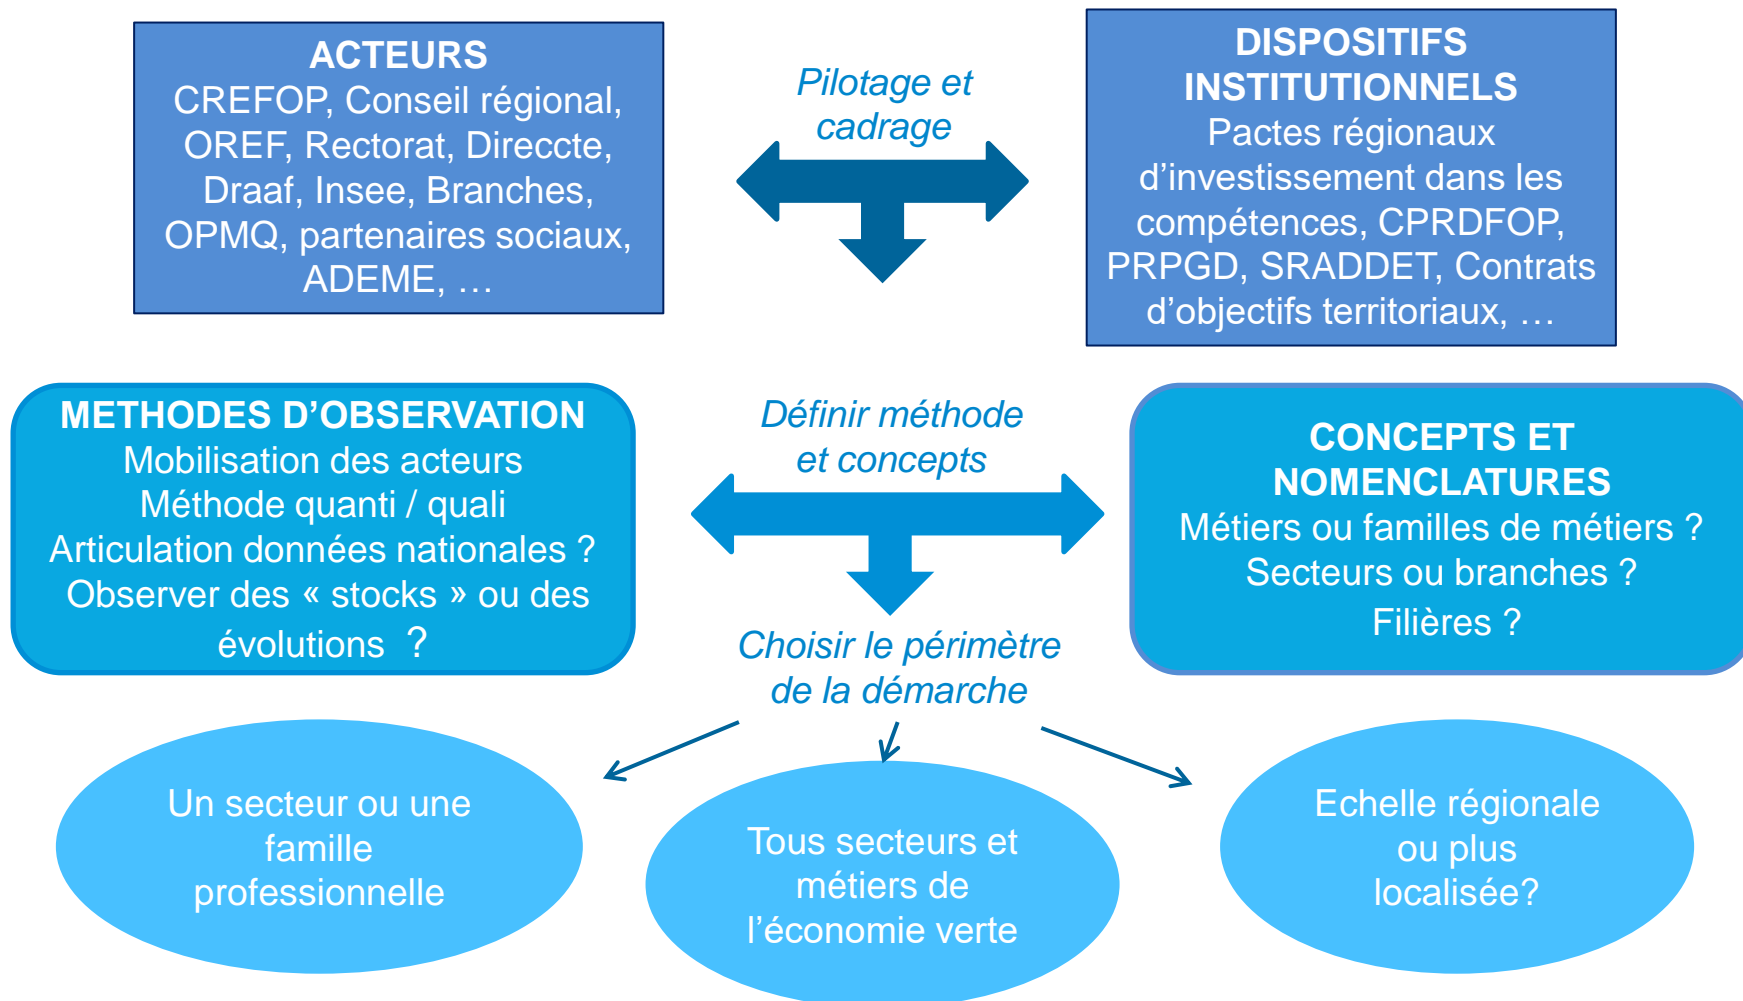 ACTEURS
CREFOP, Conseil régional,
OREF, Rectorat, Direccte,
Draaf, Insee, Branches,
OPMQ, partenaires sociaux,
ADEME, …
Pilotage et
cadrage
DISPOSITIFS
INSTITUTIONNELS
Pactes régionaux
d’investissement dans les
compétences, CPRDFOP,
PRPGD, SRADDET, Contrats
d’objectifs territoriaux, …
METHODES D’OBSERVATION
Mobilisation des acteurs
Méthode quanti / quali
Articulation données nationales ?
Observer des « stocks » ou des
évolutions ?
Définir méthode
et concepts
CONCEPTS ET
NOMENCLATURES
Métiers ou familles de métiers ?
Secteurs ou branches ?
Filières ?
Choisir le périmètre
de la démarche
Un secteur ou une
famille
professionnelle
Tous secteurs et
métiers de
l’économie verte
Echelle régionale
ou plus
localisée?